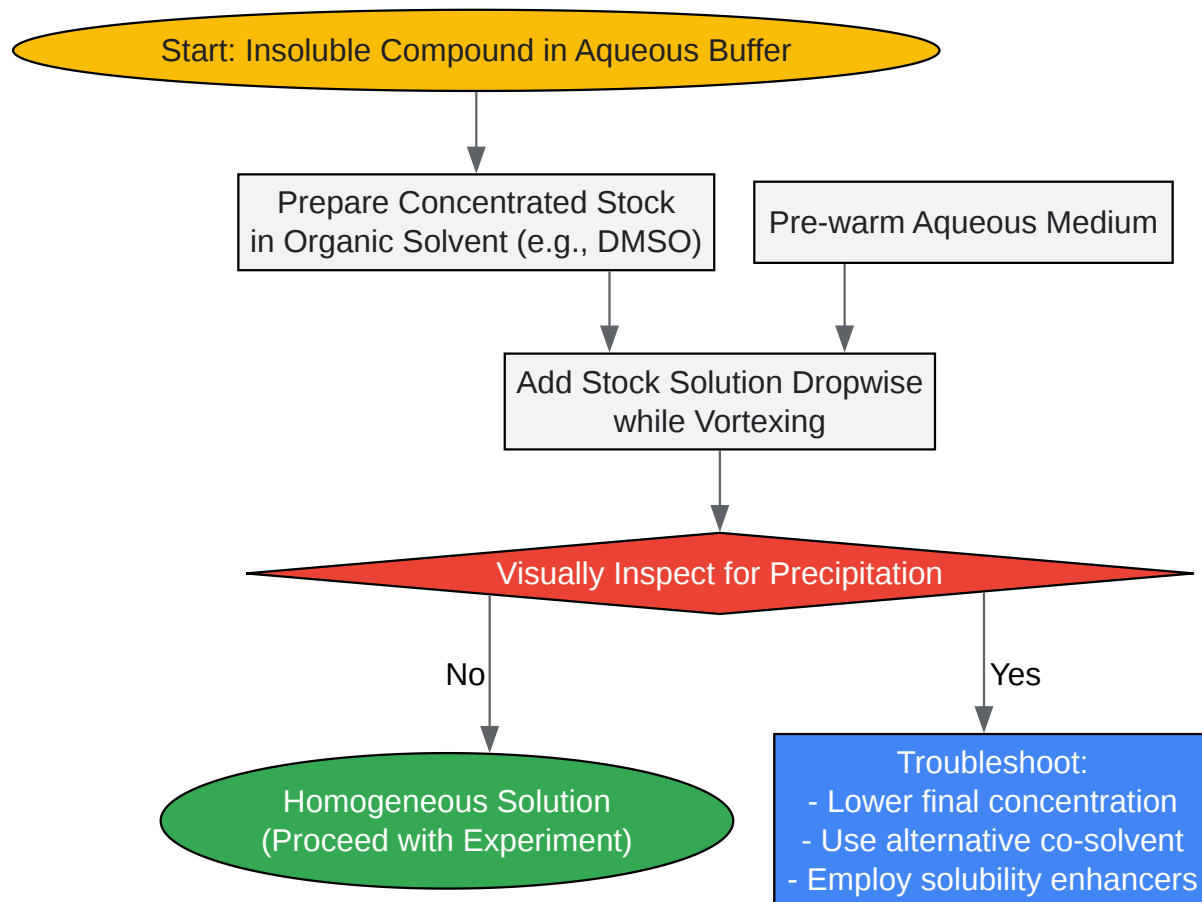 Start: Insoluble Compound in Aqueous Buffer
Prepare Concentrated Stock
in Organic Solvent (e.g., DMSO)
Pre-warm Aqueous Medium
Add Stock Solution Dropwise
while Vortexing
Visually Inspect for Precipitation
No
Yes
Homogeneous Solution
(Proceed with Experiment)
Troubleshoot:
- Lower final concentration
- Use alternative co-solvent
- Employ solubility enhancers